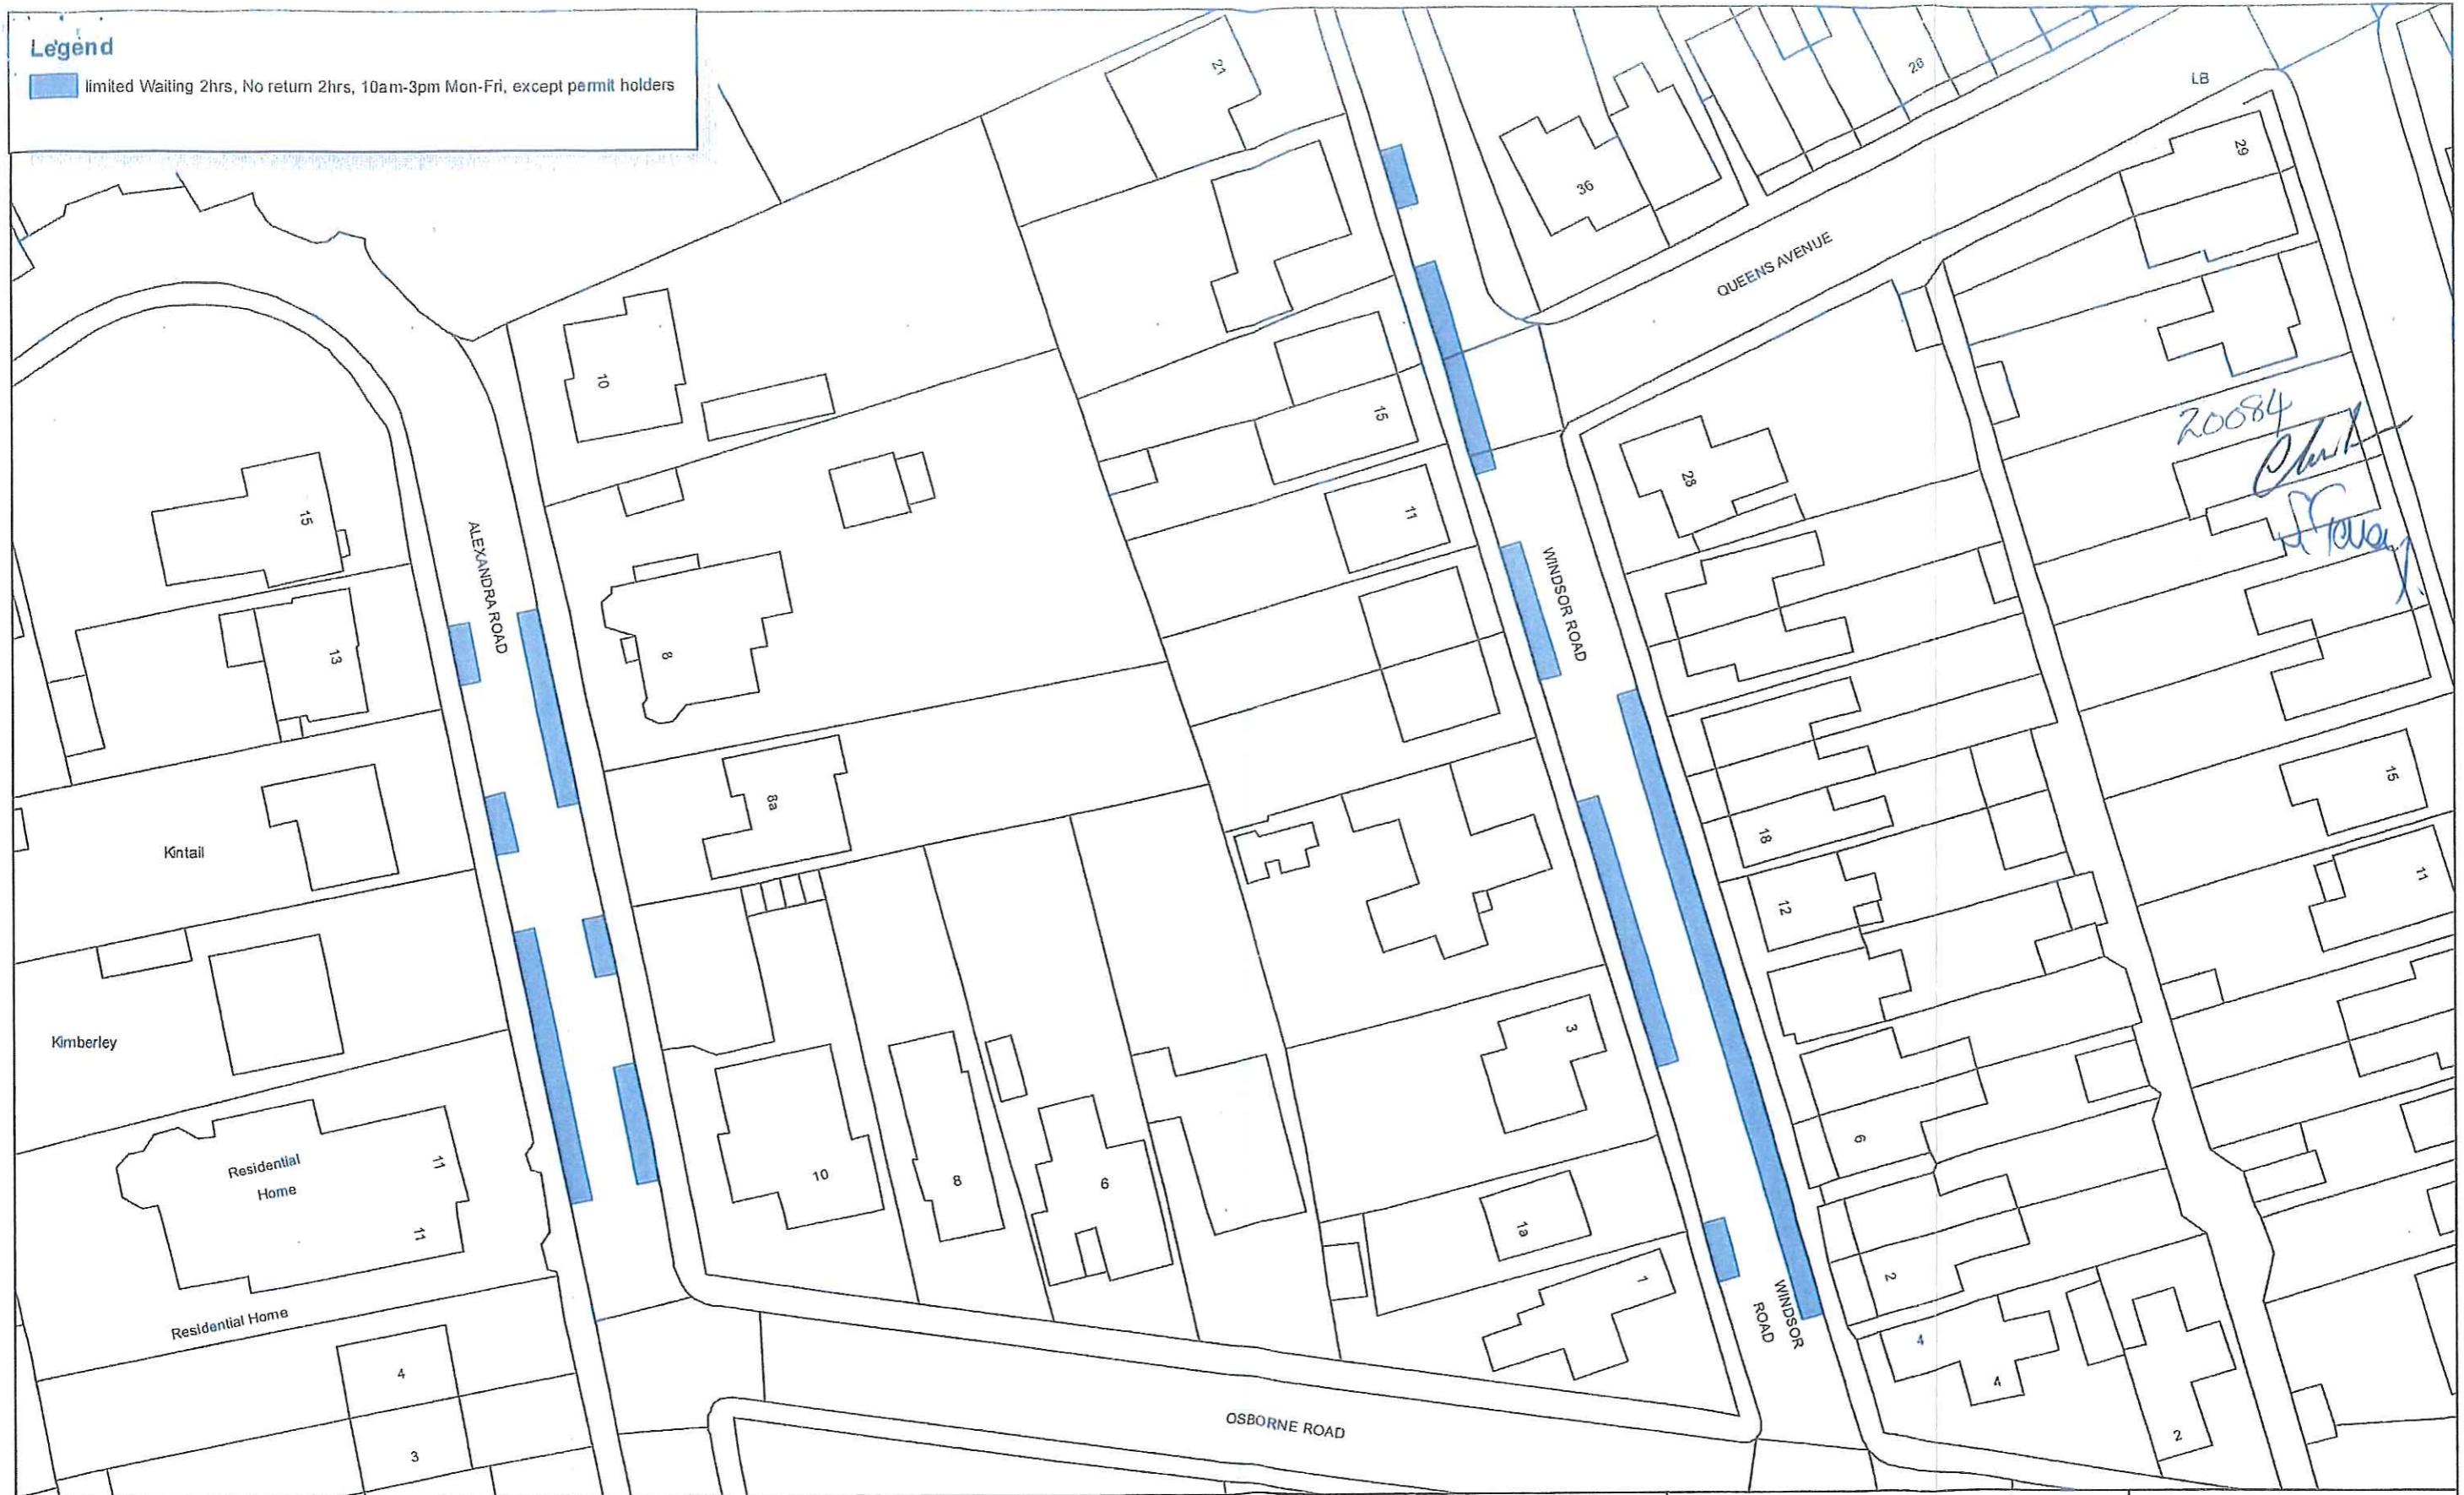 Legend
limited Waiting 2hrs, No return 2hrs, 10am-3pm Mon-Fri, except permit holders
21
26
LB
29
36
QUEENS AVENUE
10
15
28
20084
15
ALEXANDRA ROAD
11
WINDSOR ROAD
13
8
8a
15
Kintail
18
11
12
Kimberley
3
6
Residential
Home
11
11
10
8
6
1a
2
1
WINDSOR
ROAD
Residential Home
4
4
4
3
OSBORNE ROAD
2